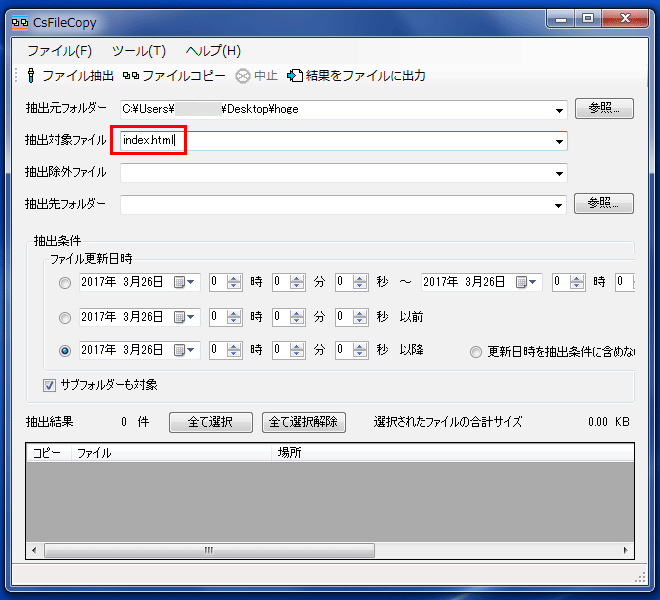 CsFileCopy
ファイル(F) ツール(T) ヘルプ(H)
ファイル抽出 ファイルコピー 中止 結果をファイルに出力
抽出元フォルダー C:¥Users¥ ¥Desktop¥hoge 参照...
抽出対象ファイル index.html
抽出除外ファイル
抽出先フォルダー 参照...
抽出条件
ファイル更新日時
2017年 3月26日 0 時 0 分 0 秒 ～ 2017年 3月26日 0 時 0
2017年 3月26日 0 時 0 分 0 秒 以前
2017年 3月26日 0 時 0 分 0 秒 以降 更新日時を抽出条件に含めな
サブフォルダーも対象
抽出結果 0 件 全て選択 全て選択解除 選択されたファイルの合計サイズ 0.00 KB
コピー ファイル 場所